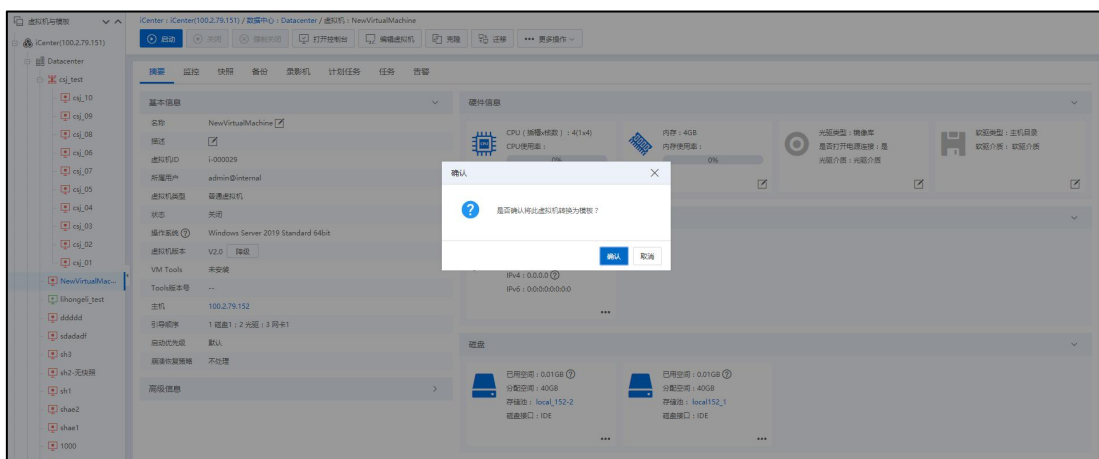 虚拟机与模板
iCenter : iCenter(100.2.79.151) / 数据中心 : Datacenter / 虚拟机 : NewVirtualMachine
iCenter(100.2.79.151)
启动
关闭
强制关闭
打开控制台
编辑虚拟机
克隆
迁移
更多操作
Datacenter
csj_test
csj_10
csj_09
csj_08
csj_06
csj_07
csj_05
csj_04
csj_03
csj_02
csj_01
NewVirtualMac...
lihongeli_test
ddddd
sdadadf
sh3
sh2-无快照
sh1
shae2
shae1
1000
摘要 监控 快照 备份 录影机 计划任务 任务 告警
基本信息
名称 NewVirtualMachine
描述
虚拟机ID i-000029
所属用户 admin@internal
虚拟机类型 普通虚拟机
状态 关闭
操作系统 Windows Server 2019 Standard 64bit
虚拟机版本 V2.0 降级
VM Tools 未安装
Tools版本号 --
主机 100.2.79.152
引导顺序 1.磁盘1 ; 2.光驱 ; 3.网卡1
启动优先级 默认
崩溃恢复策略 不处理
高级信息
硬件信息
CPU ( 插槽x核数 ) : 4(1x4)
CPU使用率 :
0%
内存 : 4GB
内存使用率 :
0%
光驱类型 : 镜像库
是否打开电源连接 : 是
光驱介质 : 光驱介质
软驱类型 : 主机目录
软驱介质 : 软驱介质
确认
是否确认将此虚拟机转换为模板 ?
确认 取消
IPv4 : 0.0.0.0
IPv6 : 0:0:0:0:0:0:0:0
磁盘
已用空间 : 0.01GB
分配空间 : 40GB
存储池 : local_152-2
磁盘接口 : IDE
已用空间 : 0.01GB
分配空间 : 40GB
存储池 : local152_1
磁盘接口 : IDE